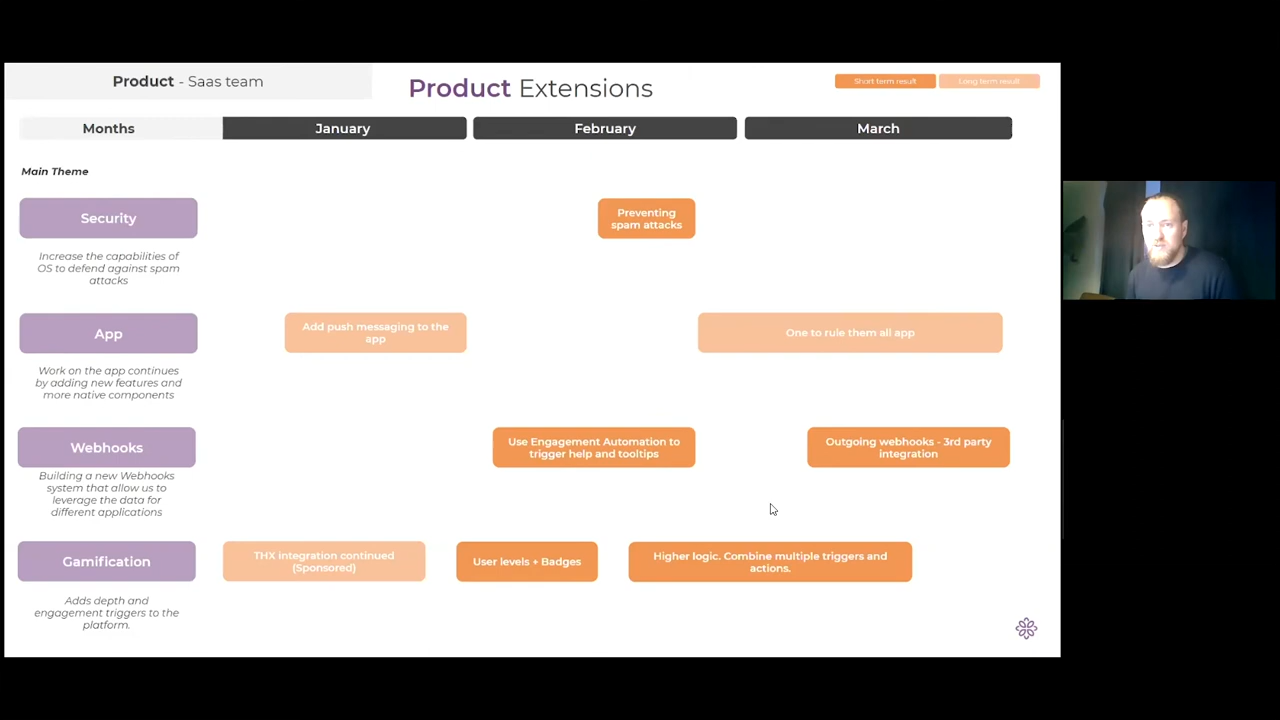 Product - Saas team
Product Extensions
Short term result
Long term result
Months
January
February
March
Main Theme
Security
Preventing
spam attacks
Increase the capabilities of
OS to defend against spam
attacks
App
Add push messaging to the
app
One to rule them all app
Work on the app continues
by adding new features and
more native components
Webhooks
Use Engagement Automation to
trigger help and tooltips
Outgoing webhooks - 3rd party
integration
Building a new Webhooks
system that allow us to
leverage the data for
different applications
Gamification
THX integration continued
(Sponsored)
User levels + Badges
Higher logic. Combine multiple triggers and
actions.
Adds depth and
engagement triggers to the
platform.